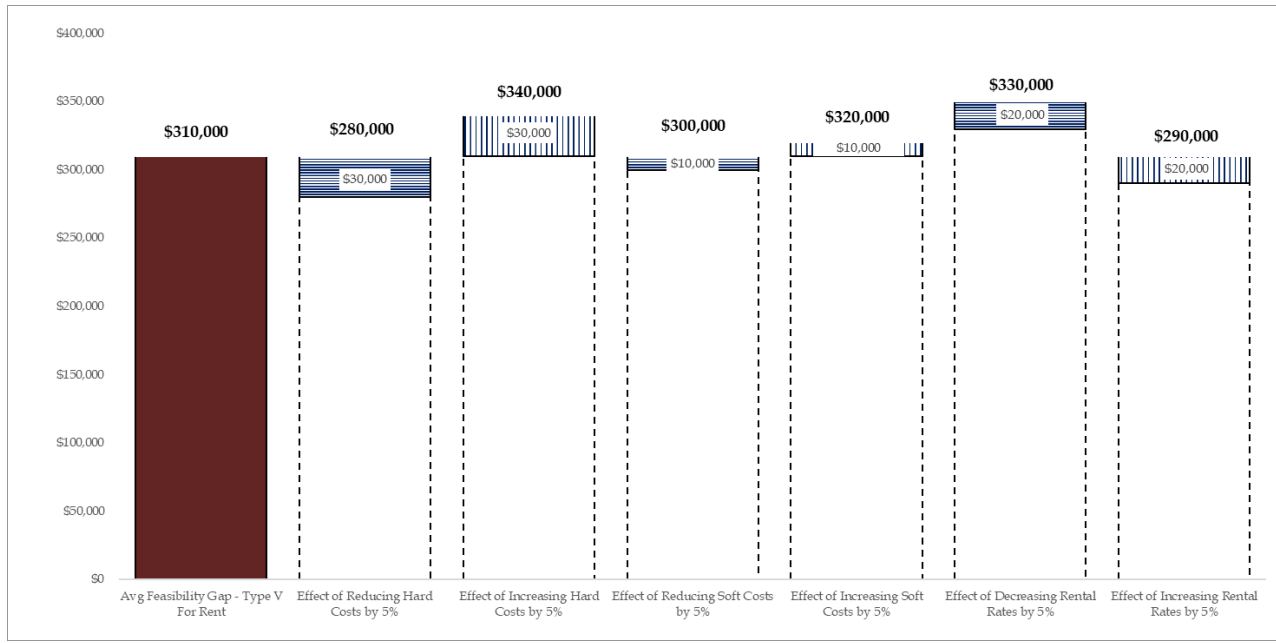 $400,000
$350,000
$300,000
$250,000
$200,000
$150,000
$100,000
$50,000
$0
$310,000
$280,000
$30,000
$340,000
$30,000
$300,000
$10,000
$320,000
$10,000
$330,000
$20,000
$290,000
$20,000
Avg Feasibility Gap - Type V
For Rent
Effect of Reducing Hard
Costs by 5%
Effect of Increasing Hard
Costs by 5%
Effect of Reducing Soft Costs
by 5%
Effect of Increasing Soft
Costs by 5%
Effect of Decreasing Rental
Rates by 5%
Effect of Increasing Rental
Rates by 5%